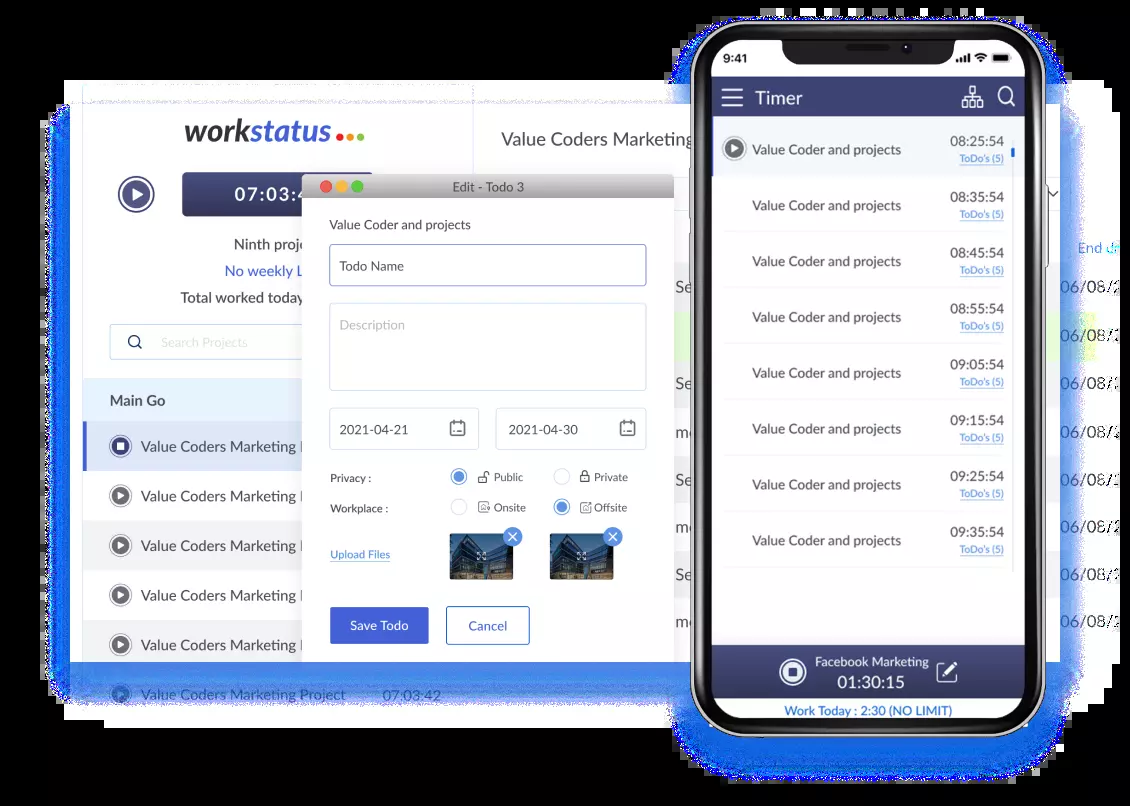 workstatus
Value Coders Marketing
07:03:4
Ninth proje
No weekly L
Total worked today
Search Projects
Main Go
Value Coders Marketing
Value Coders Marketing
Value Coders Marketing
Value Coders Marketing
Value Coders Marketing
Value Coders Marketing Project 07:03:42
Edit - Todo 3
Value Coder and projects
Todo Name
Description
2021-04-21 2021-04-30
Privacy : Public Private
Workplace : Onsite Offsite
Upload Files
Save Todo Cancel
Se
Se
me
Se
me
Se
me
End
06/08/2
06/08/2
06/08/2
06/08/2
06/08/2
06/08/2
06/08/2
06/08/2
9:41
Timer
Value Coder and projects 08:25:54
ToDo's (5)
Value Coder and projects 08:35:54
ToDo's (5)
Value Coder and projects 08:45:54
ToDo's (5)
Value Coder and projects 08:55:54
ToDo's (5)
Value Coder and projects 09:05:54
ToDo's (5)
Value Coder and projects 09:15:54
ToDo's (5)
Value Coder and projects 09:25:54
ToDo's (5)
Value Coder and projects 09:35:54
ToDo's (5)
Facebook Marketing
01:30:15
Work Today : 2:30 (NO LIMIT)